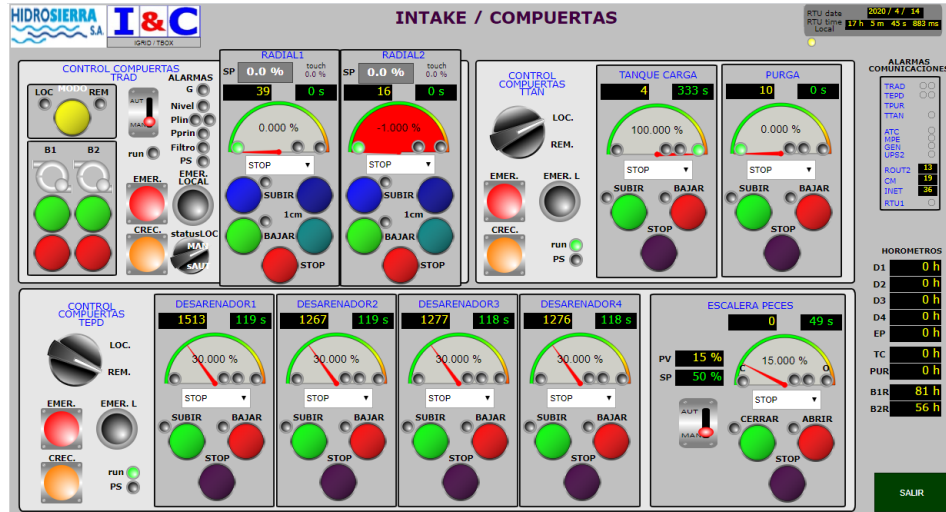 HIDROSIERRA S.A.
I&C
IGRID / TBOX
INTAKE / COMPUERTAS
RTU date 2020 / 4 / 14
RTU time 17 h 5 m 45 s 883 ms
Local
CONTROL COMPUERTAS
TRAD
LOC MODO REM
B1 B2
ALARMAS
G
Nivel
Plin
Pprin
Filtro
PS
AUT
MAN
run
EMER.
EMER. LOCAL
CREC.
statusLOC
MAN
sAUT
RADIAL1
SP 0.0 % touch 0.0 %
39 0 s
0.000 %
STOP
SUBIR
1cm
BAJAR
STOP
RADIAL2
SP 0.0 % touch 0.0 %
16 0 s
-1.000 %
STOP
SUBIR
1cm
BAJAR
STOP
CONTROL
COMPUERTAS
TTAN
LOC.
REM.
EMER. EMER. L
CREC.
run
PS
TANQUE CARGA
4 333 s
100.000 %
STOP
SUBIR BAJAR
STOP
PURGA
10 0 s
0.000 %
STOP
SUBIR BAJAR
STOP
ALARMAS
COMUNICACIONES
TRAD
TEPD
TPUR
TTAN
ATC
MPE
GEN
UPS2
ROUT2 13
CM 19
INET 36
RTU1
HOROMETROS
D1 0 h
D2 0 h
D3 0 h
D4 0 h
EP 0 h
TC 0 h
PUR 0 h
B1R 81 h
B2R 56 h
SALIR
CONTROL
COMPUERTAS
TEPD
LOC.
REM.
EMER. EMER. L
CREC.
run
PS
DESARENADOR1
1513 119 s
30.000 %
STOP
SUBIR BAJAR
STOP
DESARENADOR2
1267 119 s
30.000 %
STOP
SUBIR BAJAR
STOP
DESARENADOR3
1277 118 s
30.000 %
STOP
SUBIR BAJAR
STOP
DESARENADOR4
1276 118 s
30.000 %
STOP
SUBIR BAJAR
STOP
ESCALERA PECES
0 49 s
PV 15 %
SP 50 %
C O
15.000 %
STOP
AUT
MAN
CERRAR ABRIR
STOP